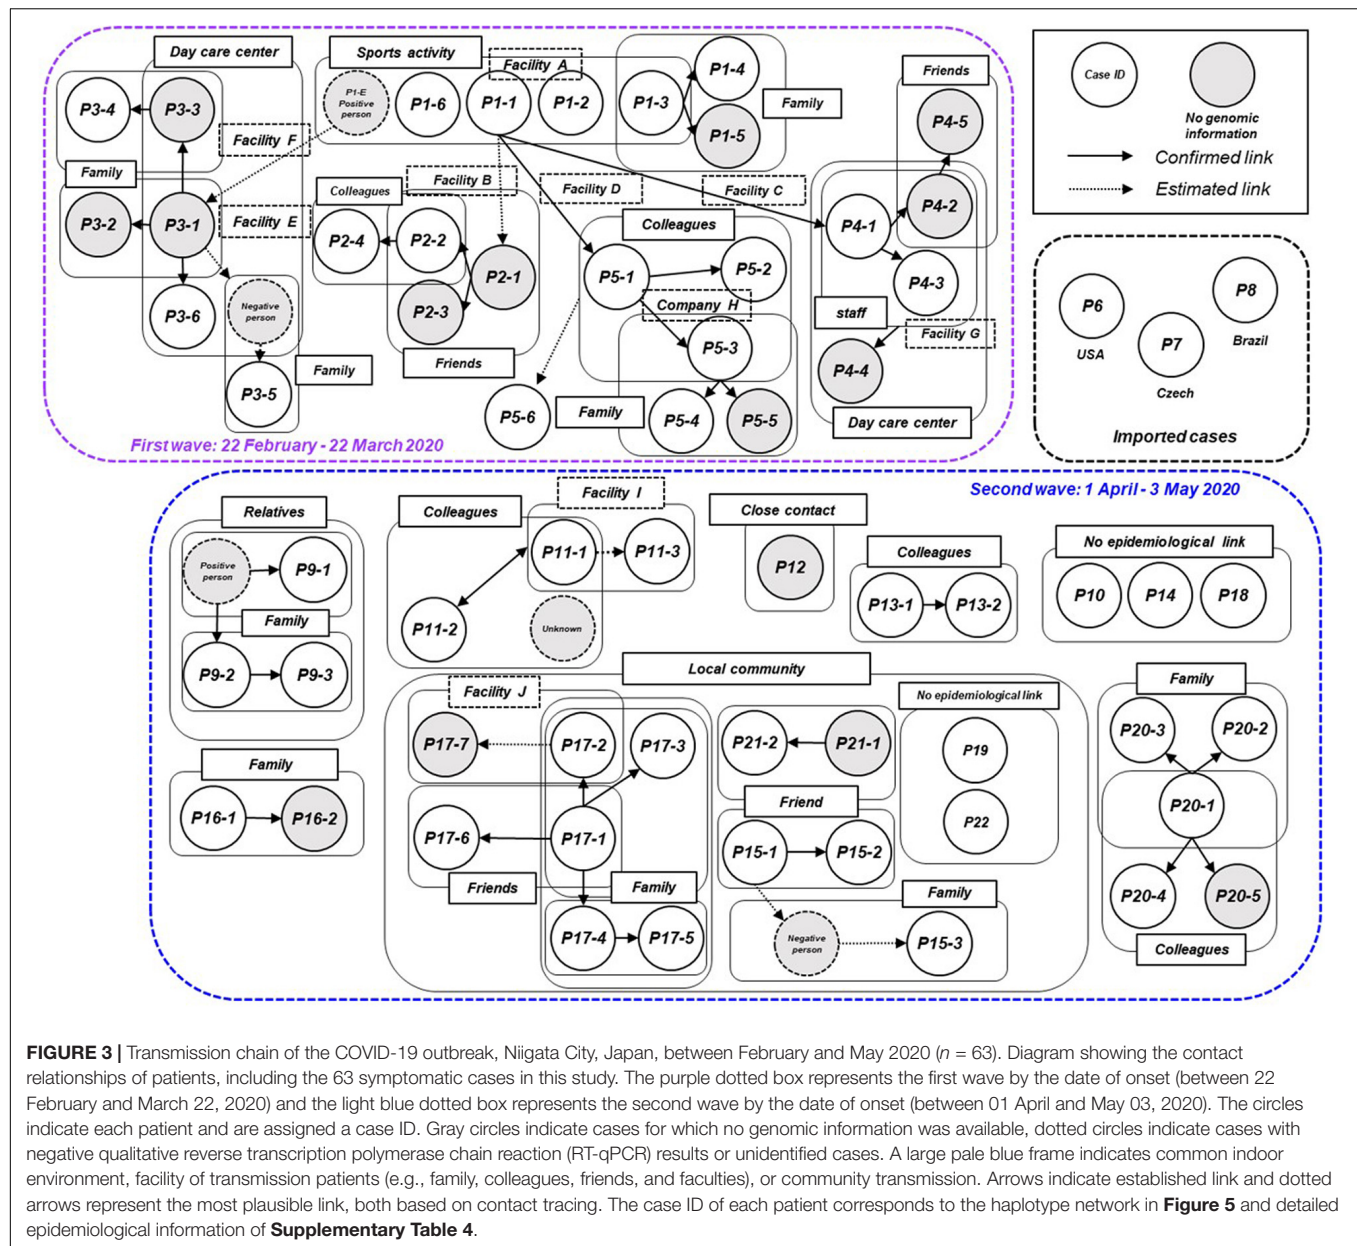 Day care center
Sports activity
Facility A
P1-E
Positive
person
P1-6
P1-1
P1-2
P1-3
P1-4
P1-5
Family
P3-4
P3-3
Facility F
Family
P3-2
P3-1
Facility E
P3-6
Negative
person
P3-5
Family
Facility B
Colleagues
P2-4
P2-2
P2-1
P2-3
Friends
Facility D
Facility C
Colleagues
P5-1
P5-2
Company H
P5-3
P5-6
Family
P5-4
P5-5
Friends
P4-5
P4-1
P4-2
P4-3
staff
Facility G
P4-4
Day care center
First wave: 22 February - 22 March 2020
Case ID
No genomic
information
Confirmed link
Estimated link
P6
USA
P7
Czech
P8
Brazil
Imported cases
Second wave: 1 April - 3 May 2020
Relatives
Positive
person
P9-1
Family
P9-2
P9-3
Family
P16-1
P16-2
Colleagues
Facility I
P11-1
P11-3
P11-2
Unknown
Close contact
P12
Colleagues
P13-1
P13-2
No epidemiological link
P10
P14
P18
Local community
Facility J
P17-7
P17-2
P17-3
P17-6
P17-1
Friends
Family
P17-4
P17-5
P21-2
P21-1
Friend
P15-1
P15-2
Family
Negative
person
P15-3
No epidemiological link
P19
P22
Family
P20-3
P20-2
P20-1
P20-4
P20-5
Colleagues
FIGURE 3 | Transmission chain of the COVID-19 outbreak, Niigata City, Japan, between February and May 2020 (n = 63). Diagram showing the contact
relationships of patients, including the 63 symptomatic cases in this study. The purple dotted box represents the first wave by the date of onset (between 22
February and March 22, 2020) and the light blue dotted box represents the second wave by the date of onset (between 01 April and May 03, 2020). The circles
indicate each patient and are assigned a case ID. Gray circles indicate cases for which no genomic information was available, dotted circles indicate cases with
negative qualitative reverse transcription polymerase chain reaction (RT-qPCR) results or unidentified cases. A large pale blue frame indicates common indoor
environment, facility of transmission patients (e.g., family, colleagues, friends, and faculties), or community transmission. Arrows indicate established link and dotted
arrows represent the most plausible link, both based on contact tracing. The case ID of each patient corresponds to the haplotype network in Figure 5 and detailed
epidemiological information of Supplementary Table 4.